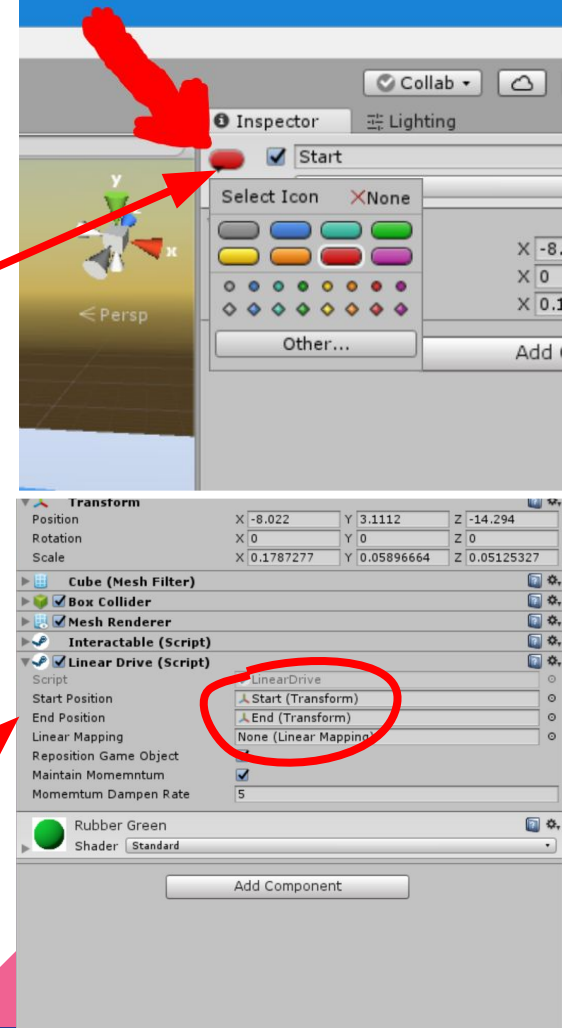 Collab
Inspector Lighting
Start
Select Icon None
y
x
X -8.
X 0
X 0.1
Persp
Other...
Add
Transform
Position X -8.022 Y 3.1112 Z -14.294
Rotation X 0 Y 0 Z 0
Scale X 0.1787277 Y 0.05896664 Z 0.05125327
Cube (Mesh Filter)
Box Collider
Mesh Renderer
Interactable (Script)
Linear Drive (Script)
Script LinearDrive
Start Position Start (Transform)
End Position End (Transform)
Linear Mapping None (Linear Mapping)
Reposition Game Object
Maintain Momemntum
Momemtum Dampen Rate 5
Rubber Green
Shader Standard
Add Component